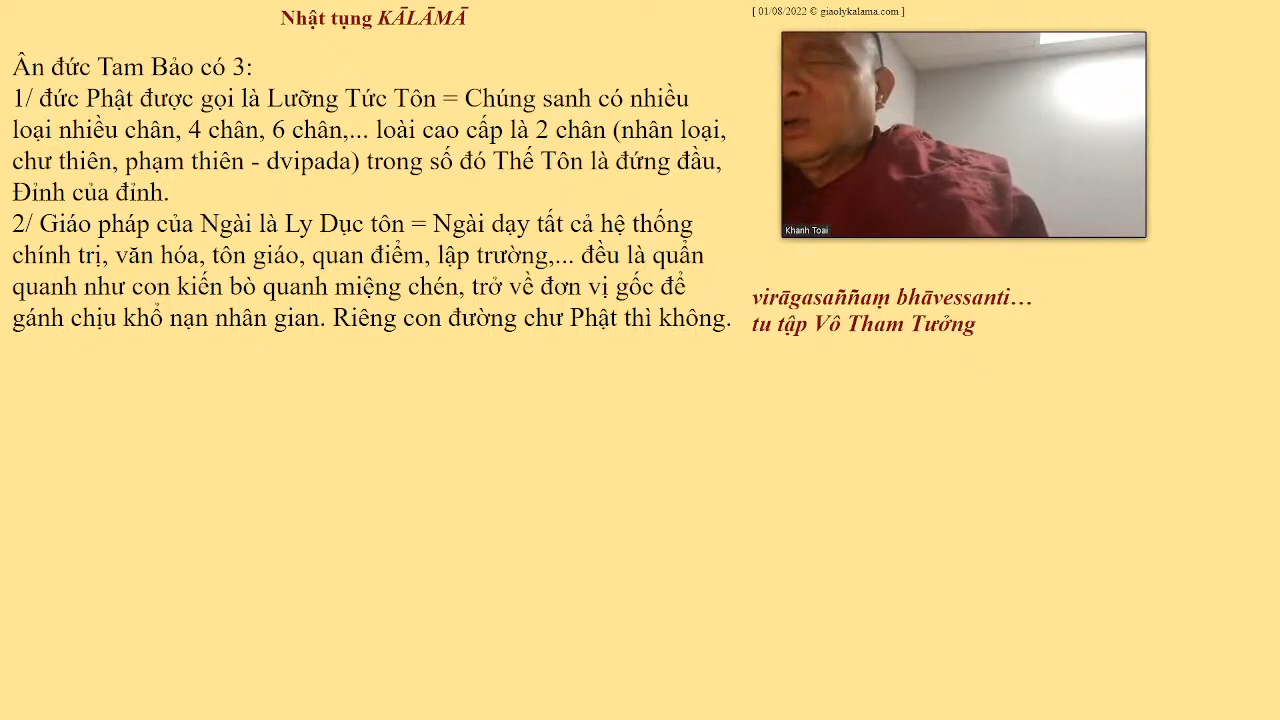 Nhật tụng KĀLĀMĀ
[ 01/08/2022 © giaolykalama.com ]
Ân đức Tam Bảo có 3:
1/ đức Phật được gọi là Lưỡng Tức Tôn = Chúng sanh có nhiều
loại nhiều chân, 4 chân, 6 chân,... loài cao cấp là 2 chân (nhân loại,
chư thiên, phạm thiên - dvipada) trong số đó Thế Tôn là đứng đầu,
Đỉnh của đỉnh.
2/ Giáo pháp của Ngài là Ly Dục tôn = Ngài dạy tất cả hệ thống
chính trị, văn hóa, tôn giáo, quan điểm, lập trường,... đều là quẩn
quanh như con kiến bò quanh miệng chén, trở về đơn vị gốc để
gánh chịu khổ nạn nhân gian. Riêng con đường chư Phật thì không.
Khanh Toai
virāgasaññaṃ bhāvessanti…
tu tập Vô Tham Tưởng